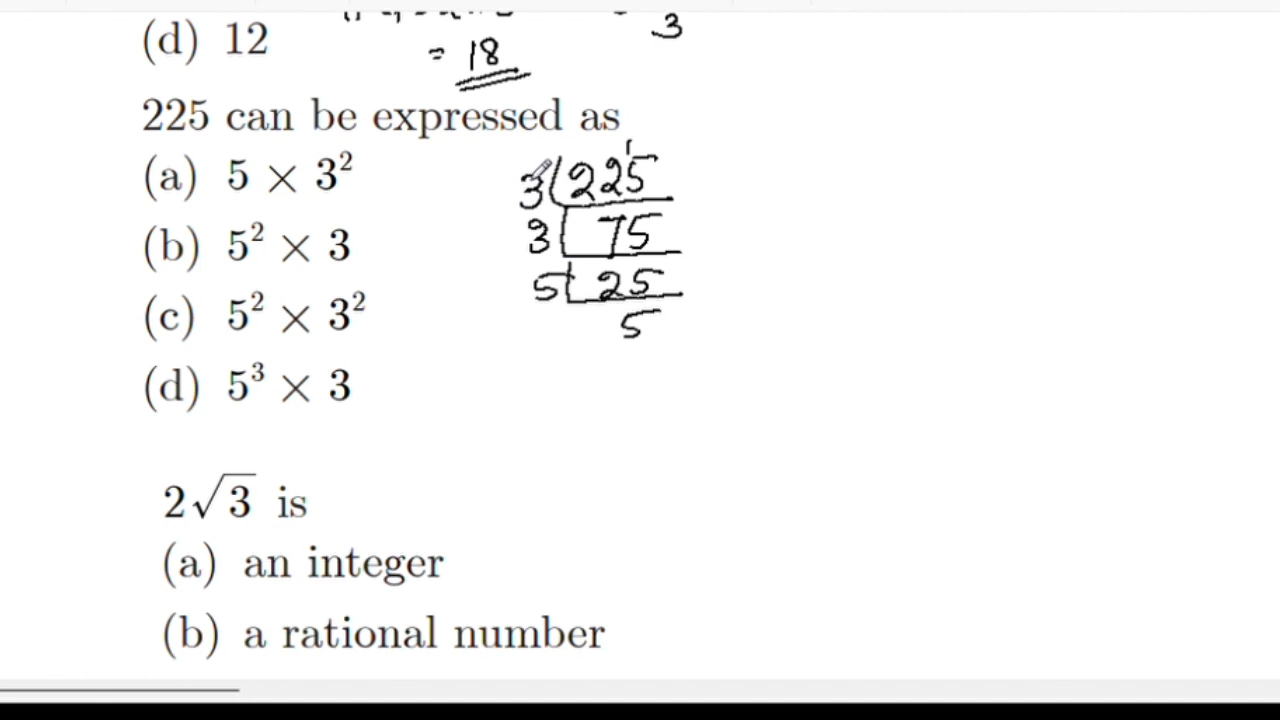 (d) 12
3
= 18
225 can be expressed as
(a) 5 × 3²
(b) 5² × 3
(c) 5² × 3²
(d) 5³ × 3
3 225
3 75
5 25
5
2√3 is
(a) an integer
(b) a rational number